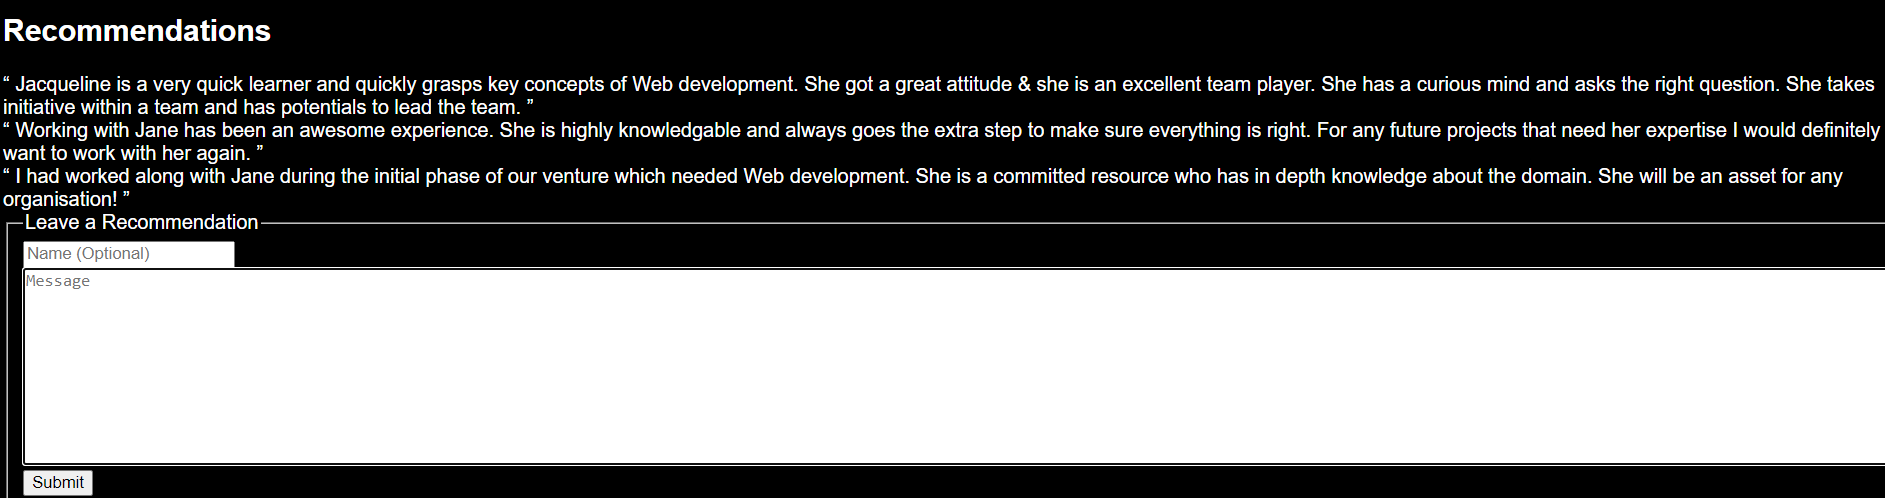 Recommendations
“ Jacqueline is a very quick learner and quickly grasps key concepts of Web development. She got a great attitude & she is an excellent team player. She has a curious mind and asks the right question. She takes
initiative within a team and has potentials to lead the team. ”
“ Working with Jane has been an awesome experience. She is highly knowledgable and always goes the extra step to make sure everything is right. For any future projects that need her expertise I would definitely
want to work with her again. ”
“ I had worked along with Jane during the initial phase of our venture which needed Web development. She is a committed resource who has in depth knowledge about the domain. She will be an asset for any
organisation! ”
Leave a Recommendation
Name (Optional)
Message
Submit